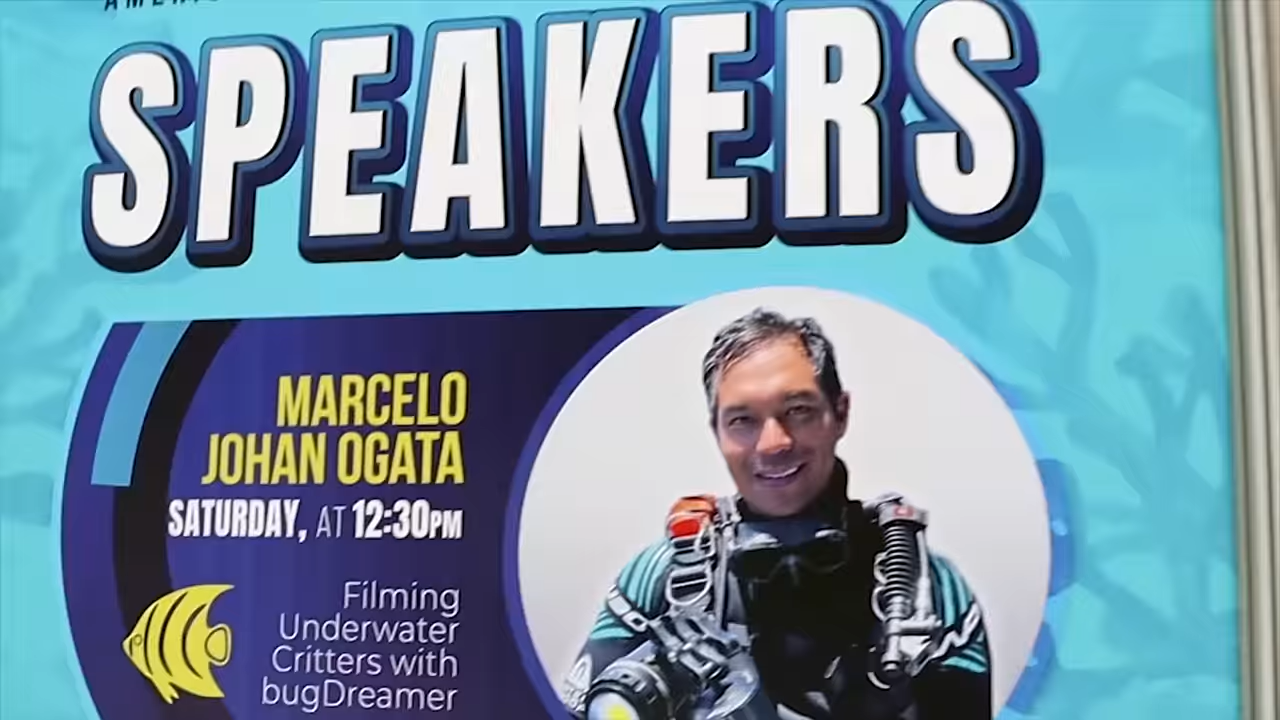 SPEAKERS
MARCELO
JOHAN OGATA
SATURDAY, AT 12:30PM
Filming
Underwater
Critters with
bugDreamer